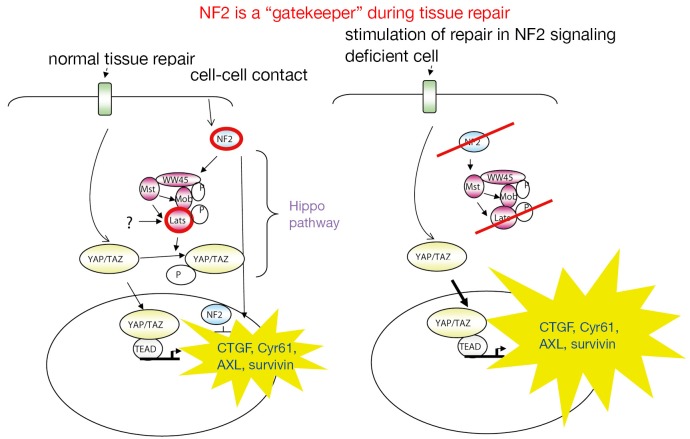 NF2 is a “gatekeeper” during tissue repair
normal tissue repair
cell-cell contact
NF2
WW45
P
Mst
Mob
P
Lats
?
Hippo
pathway
YAP/TAZ
YAP/TAZ
P
NF2
YAP/TAZ
TEAD
CTGF, Cyr61,
AXL, survivin
stimulation of repair in NF2 signaling
deficient cell
NF2
WW45
P
Mst
Mob
P
Lats
YAP/TAZ
YAP/TAZ
TEAD
CTGF, Cyr61,
AXL, survivin